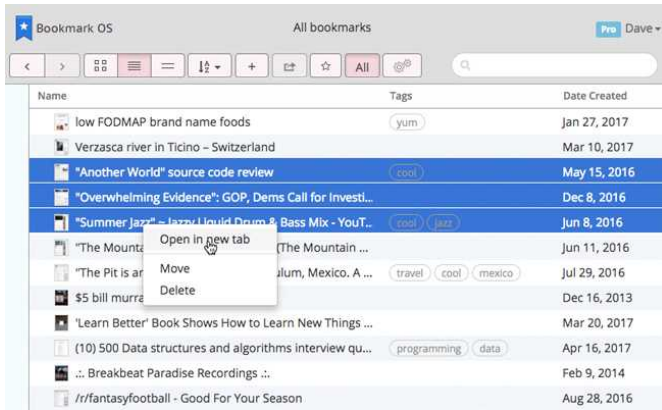 Bookmark OS
All bookmarks
Pro Dave
All
Name Tags Date Created
low FODMAP brand name foods yum Jan 27, 2017
Verzasca river in Ticino – Switzerland Mar 10, 2017
"Another World" source code review cool May 15, 2016
"Overwhelming Evidence": GOP, Dems Call for Investi... Dec 8, 2016
"Summer Jazz" ~ Jazzy Liquid Drum & Bass Mix - YouT... cool jazz Jun 8, 2016
Open in new tab
Move
Delete
"The Mounta (The Mountain ... Jun 11, 2016
"The Pit is ar ulum, Mexico. A ... travel cool mexico Jul 29, 2016
$5 bill murra Dec 16, 2013
'Learn Better' Book Shows How to Learn New Things ... Mar 20, 2017
(10) 500 Data structures and algorithms interview qu... programming data Apr 16, 2017
.:. Breakbeat Paradise Recordings .:. Feb 9, 2014
/r/fantasyfootball - Good For Your Season Aug 28, 2016